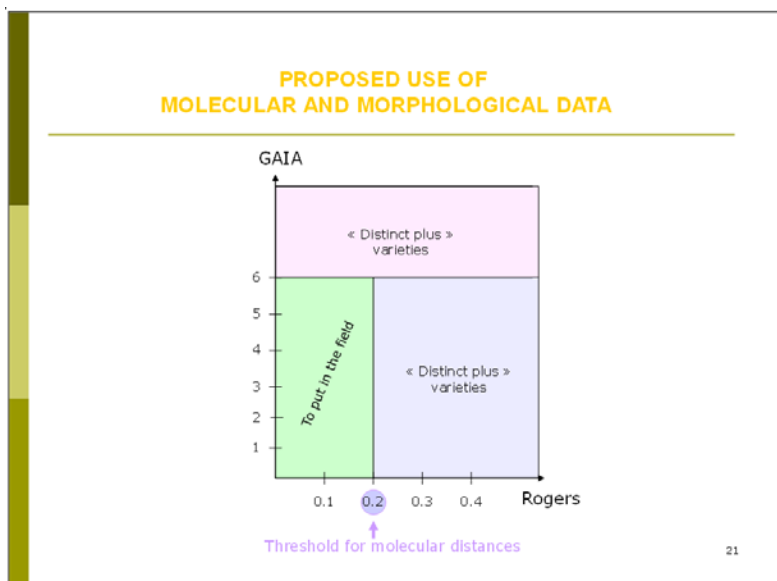 PROPOSED USE OF
MOLECULAR AND MORPHOLOGICAL DATA
GAIA
« Distinct plus »
varieties
6
5
4
3
2
1
To put in the field
« Distinct plus »
varieties
0.1 0.2 0.3 0.4 Rogers
Threshold for molecular distances
21